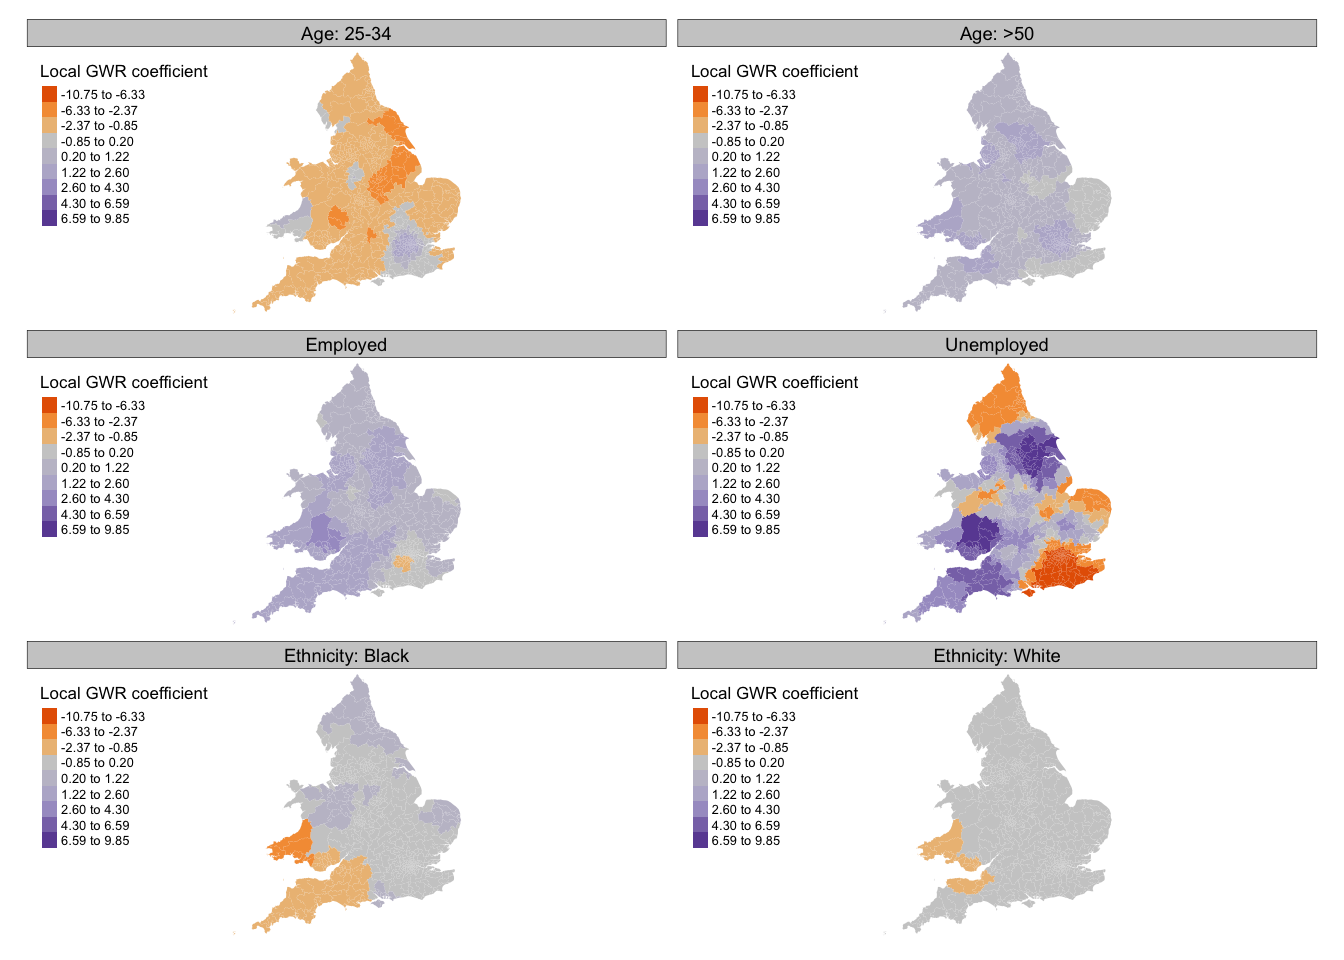 Age: 25-34
Local GWR coefficient
-10.75 to -6.33
-6.33 to -2.37
-2.37 to -0.85
-0.85 to 0.20
0.20 to 1.22
1.22 to 2.60
2.60 to 4.30
4.30 to 6.59
6.59 to 9.85
Age: >50
Local GWR coefficient
-10.75 to -6.33
-6.33 to -2.37
-2.37 to -0.85
-0.85 to 0.20
0.20 to 1.22
1.22 to 2.60
2.60 to 4.30
4.30 to 6.59
6.59 to 9.85
Employed
Local GWR coefficient
-10.75 to -6.33
-6.33 to -2.37
-2.37 to -0.85
-0.85 to 0.20
0.20 to 1.22
1.22 to 2.60
2.60 to 4.30
4.30 to 6.59
6.59 to 9.85
Unemployed
Local GWR coefficient
-10.75 to -6.33
-6.33 to -2.37
-2.37 to -0.85
-0.85 to 0.20
0.20 to 1.22
1.22 to 2.60
2.60 to 4.30
4.30 to 6.59
6.59 to 9.85
Ethnicity: Black
Local GWR coefficient
-10.75 to -6.33
-6.33 to -2.37
-2.37 to -0.85
-0.85 to 0.20
0.20 to 1.22
1.22 to 2.60
2.60 to 4.30
4.30 to 6.59
6.59 to 9.85
Ethnicity: White
Local GWR coefficient
-10.75 to -6.33
-6.33 to -2.37
-2.37 to -0.85
-0.85 to 0.20
0.20 to 1.22
1.22 to 2.60
2.60 to 4.30
4.30 to 6.59
6.59 to 9.85